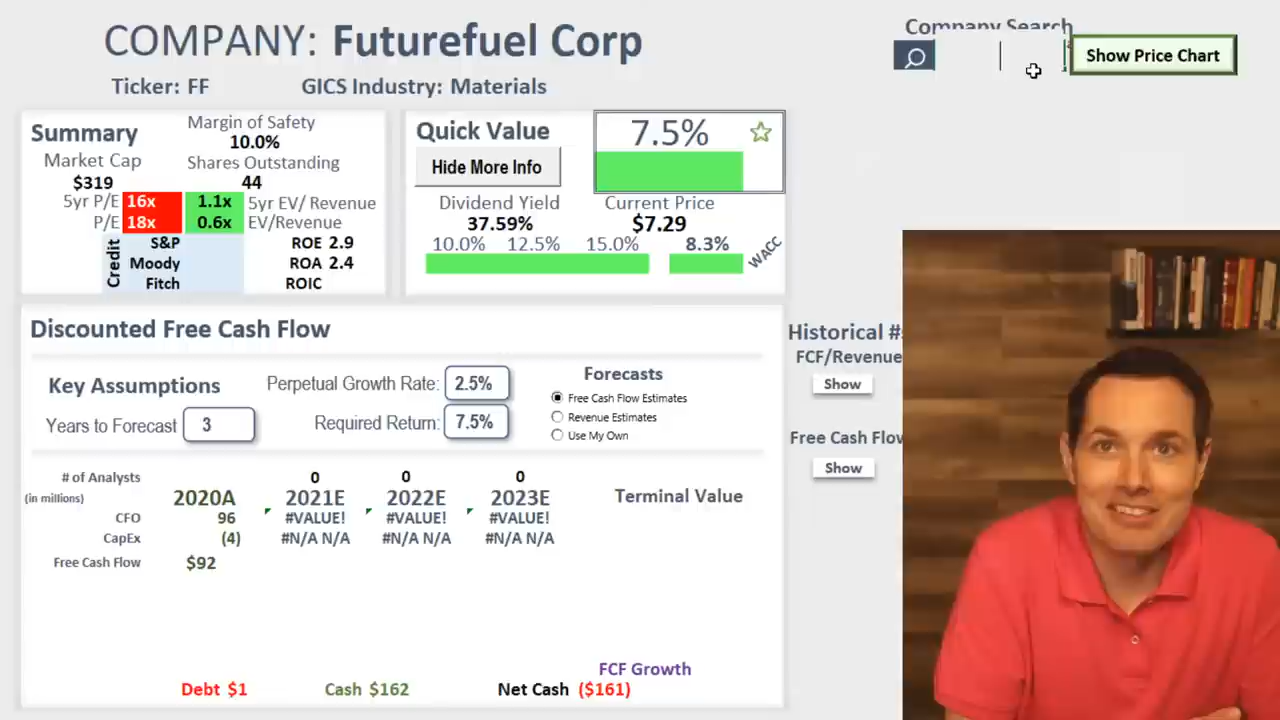 COMPANY: Futurefuel Corp
Ticker: FF
GICS Industry: Materials
Company Search
Show Price Chart
Summary
Margin of Safety
10.0%
Market Cap
Shares Outstanding
$319
44
5yr P/E 16x 1.1x 5yr EV/ Revenue
P/E 18x 0.6x EV/Revenue
Credit
S&P
ROE 2.9
Moody
ROA 2.4
Fitch
ROIC
Quick Value
7.5%
Hide More Info
Dividend Yield
Current Price
37.59%
$7.29
10.0% 12.5% 15.0% 8.3% WACC
Discounted Free Cash Flow
Key Assumptions
Perpetual Growth Rate: 2.5%
Years to Forecast 3
Required Return: 7.5%
Forecasts
Free Cash Flow Estimates
Revenue Estimates
Use My Own
# of Analysts 0 0 0
(in millions) 2020A 2021E 2022E 2023E Terminal Value
CFO 96 #VALUE! #VALUE! #VALUE!
CapEx (4) #N/A N/A #N/A N/A #N/A N/A
Free Cash Flow $92
FCF Growth
Debt $1 Cash $162 Net Cash ($161)
Historical #
FCF/Revenue
Show
Free Cash Flow
Show